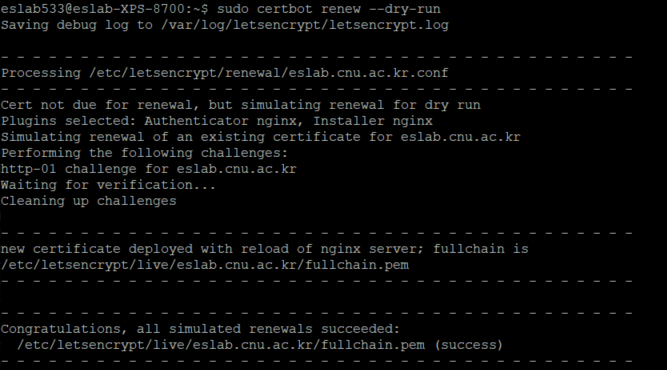 eslab533@eslab-XPS-8700:~$ sudo certbot renew --dry-run
Saving debug log to /var/log/letsencrypt/letsencrypt.log
- - - - - - - - - - - - - - - - - - - - - - - - - - - - - - - - - - - - - - - -
Processing /etc/letsencrypt/renewal/eslab.cnu.ac.kr.conf
- - - - - - - - - - - - - - - - - - - - - - - - - - - - - - - - - - - - - - - -
Cert not due for renewal, but simulating renewal for dry run
Plugins selected: Authenticator nginx, Installer nginx
Simulating renewal of an existing certificate for eslab.cnu.ac.kr
Performing the following challenges:
http-01 challenge for eslab.cnu.ac.kr
Waiting for verification...
Cleaning up challenges
- - - - - - - - - - - - - - - - - - - - - - - - - - - - - - - - - - - - - - - -
new certificate deployed with reload of nginx server; fullchain is
/etc/letsencrypt/live/eslab.cnu.ac.kr/fullchain.pem
- - - - - - - - - - - - - - - - - - - - - - - - - - - - - - - - - - - - - - - -
- - - - - - - - - - - - - - - - - - - - - - - - - - - - - - - - - - - - - - - -
Congratulations, all simulated renewals succeeded:
  /etc/letsencrypt/live/eslab.cnu.ac.kr/fullchain.pem (success)
- - - - - - - - - - - - - - - - - - - - - - - - - - - - - - - - - - - - - - - -